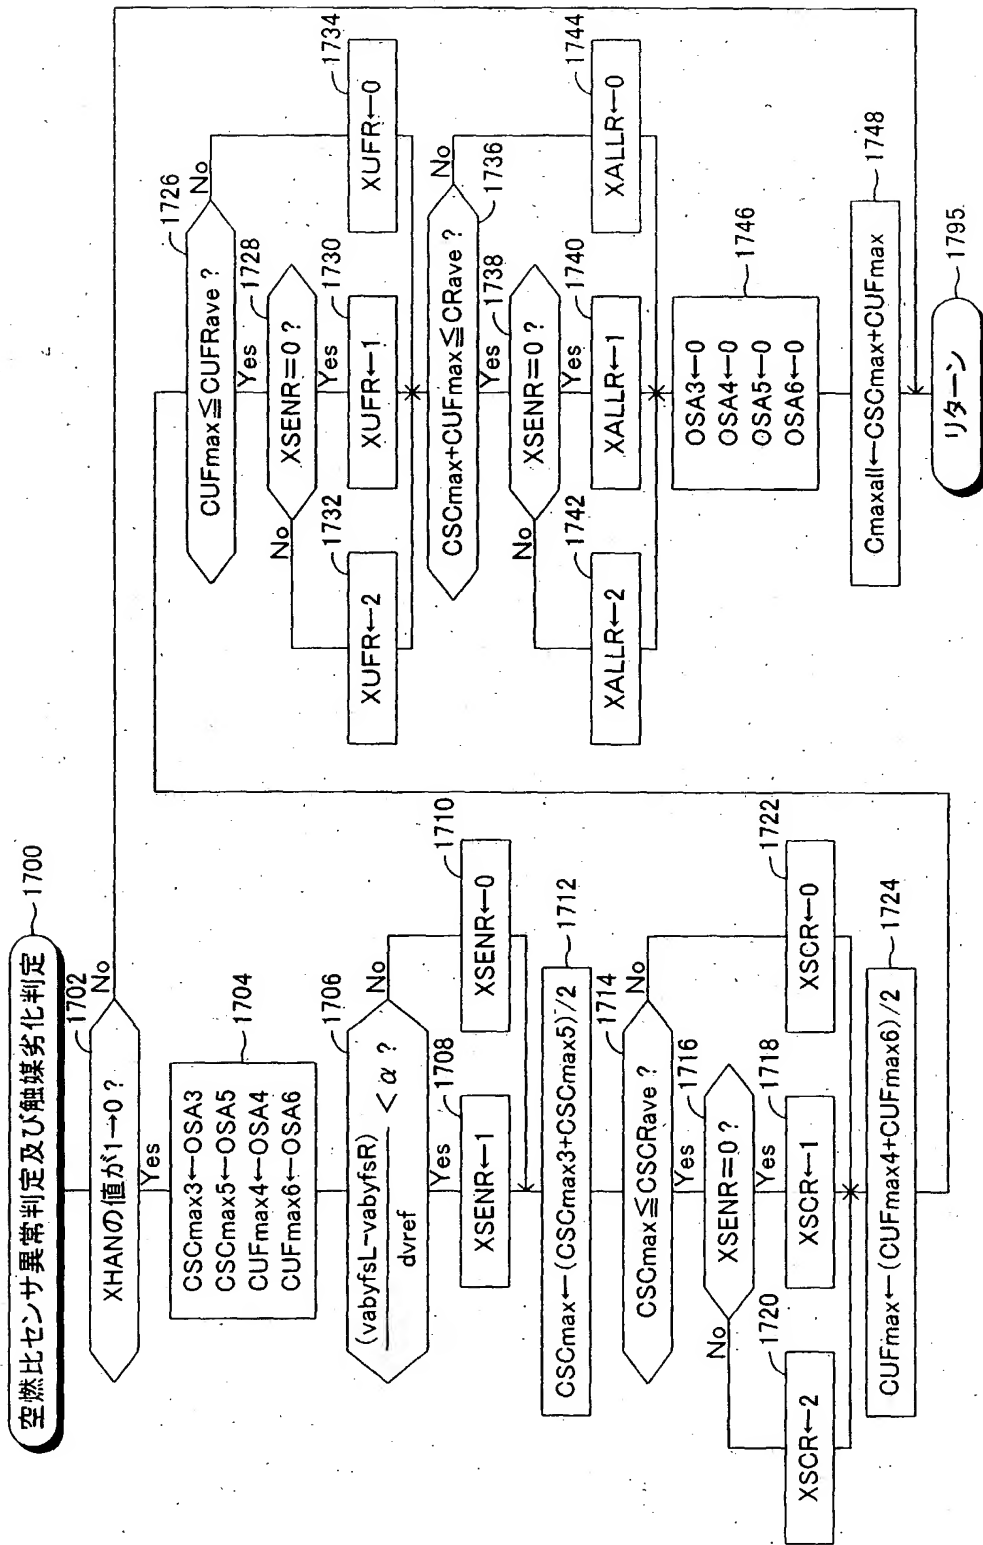 空燃比センサ異常判定及び触媒劣化判定
1700
XHANの値が1→0？
1702
No
Yes
CSCmax3←OSA3
CSCmax5←OSA5
CUFmax4←OSA4
CUFmax6←OSA6
1704
(vabyfsL−vabyfsR)
dvref
<α？
1706
No
Yes
XSENR←1
1708
XSENR←0
1710
CSCmax←(CSCmax3+CSCmax5)/2
1712
CSCmax≦CSCRave？
1714
No
Yes
XSENR=0？
1716
No
Yes
XSCR←1
1718
XSCR←2
1720
XSCR←0
1722
CUFmax←(CUFmax4+CUFmax6)/2
1724
CUFmax≦CUFRave？
1726
No
Yes
XSENR=0？
1728
No
Yes
XUFR←1
1730
XUFR←2
1732
XUFR←0
1734
CSCmax+CUFmax≦CRave？
1736
No
Yes
XSENR=0？
1738
No
Yes
XALLR←1
1740
XALLR←2
1742
XALLR←0
1744
OSA3←0
OSA4←0
OSA5←0
OSA6←0
1746
Cmaxall←CSCmax+CUFmax
1748
リターン
1795